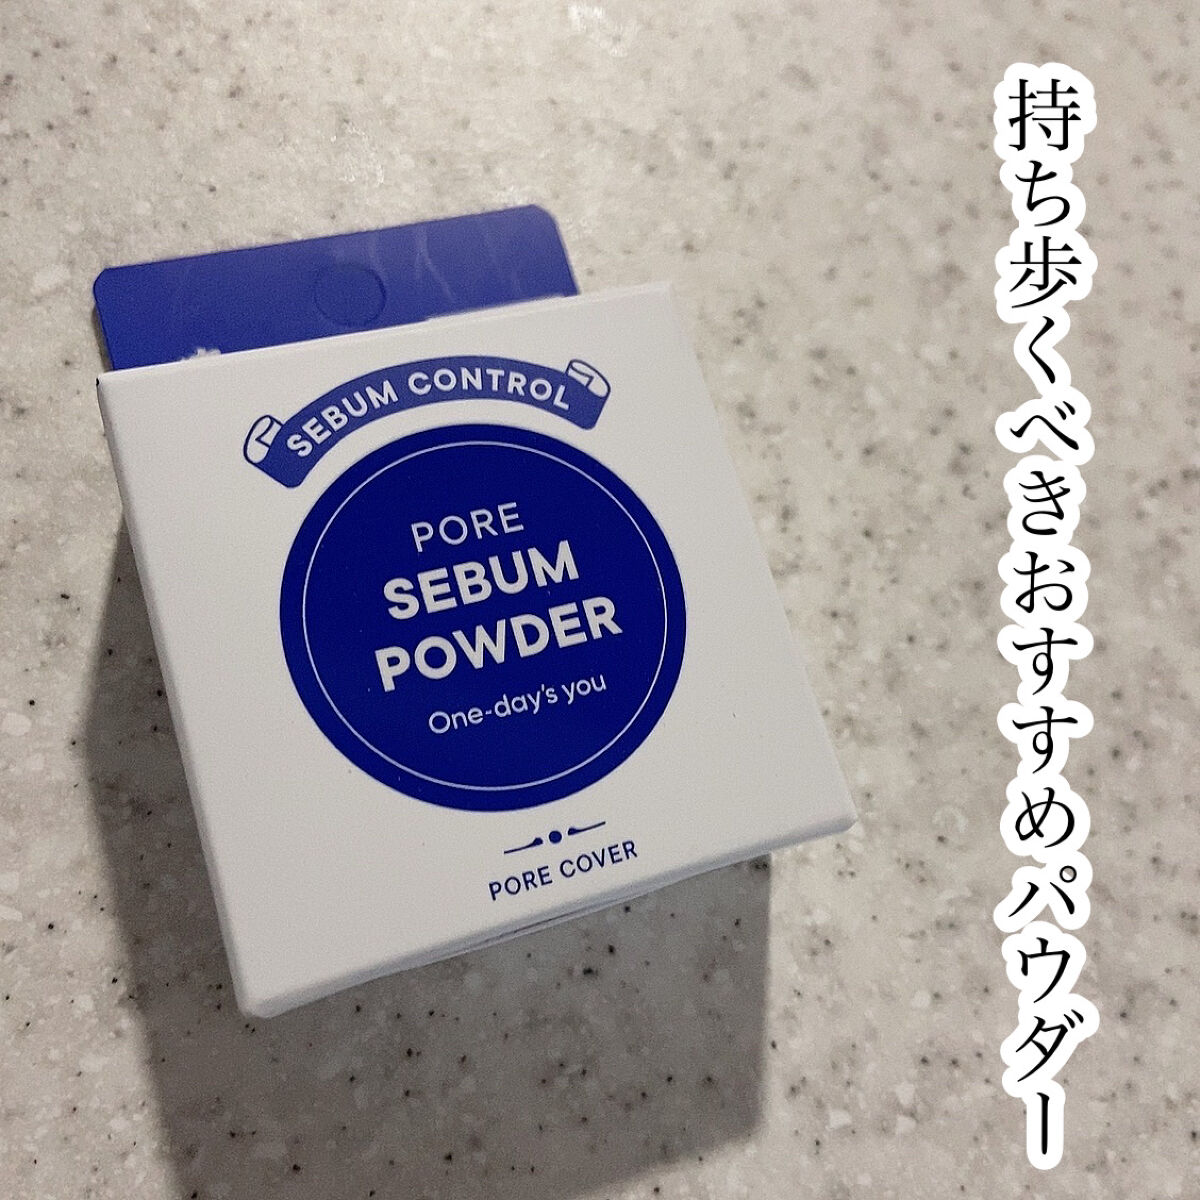 持ち歩くべきおすすめパウダー
SEBUM CONTROL
PORE
SEBUM
POWDER
One-day's you
PORE COVER